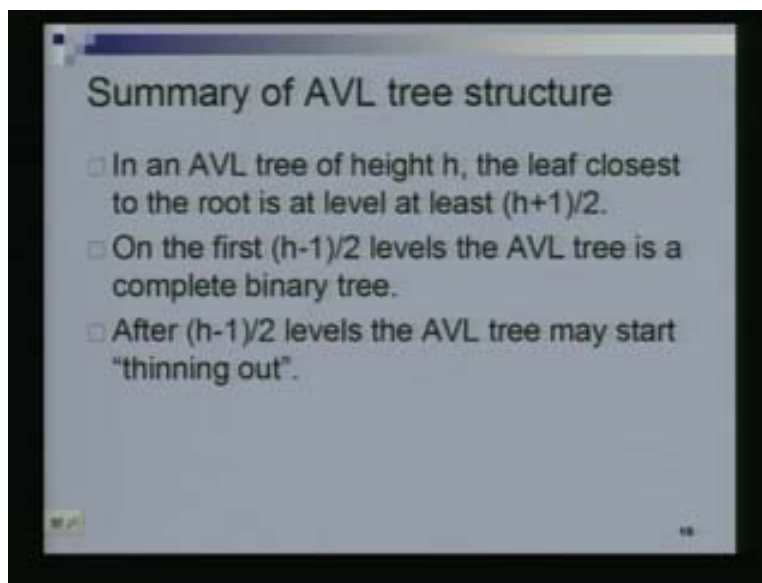 Summary of AVL tree structure
In an AVL tree of height h, the leaf closest
to the root is at level at least (h+1)/2.
On the first (h-1)/2 levels the AVL tree is a
complete binary tree.
After (h-1)/2 levels the AVL tree may start
“thinning out”.